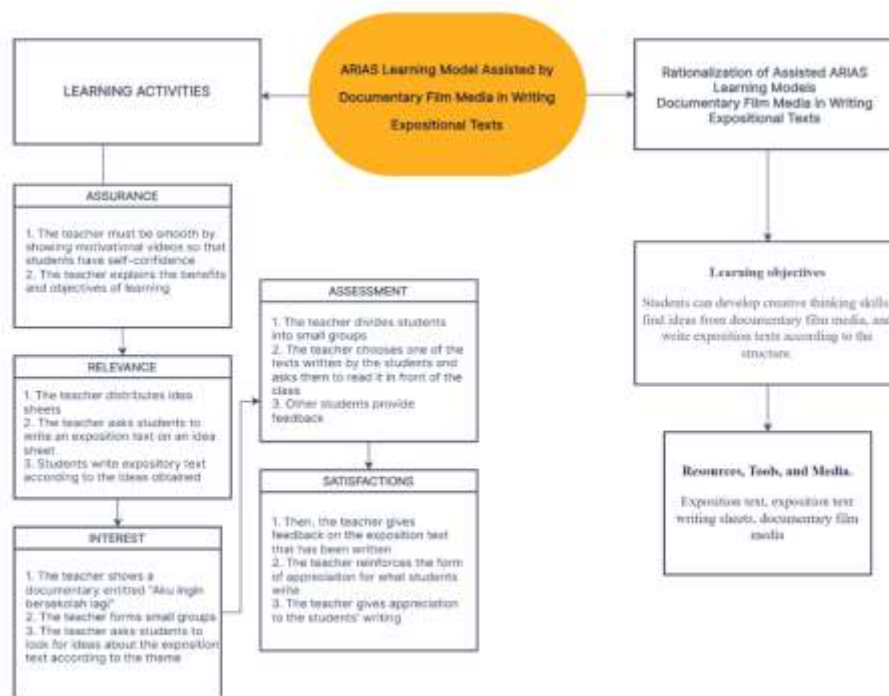 ARIAS Learning Model Assisted by
Documentary Film Media in Writing
Expositional Texts
LEARNING ACTIVITIES
Rationalization of Assisted ARIAS
Learning Models
Documentary Film Media in Writing
Expositional Texts
ASSURANCE
1. The teacher must be smooth by
showing motivational videos so that
students have self-confidence
2. The teacher explains the benefits
and objectives of learning
RELEVANCE
1. The teacher distributes idea
sheets
2. The teacher asks students to
write an exposition text on an idea
sheet.
3. Students write expository text
according to the ideas obtained
INTEREST
1. The teacher shows a
documentary entitled "Aku ingin
bersekolah lagi"
2. The teacher forms small groups
3. The teacher asks students to
look for ideas about the exposition
text according to the theme
ASSESSMENT
1. The teacher divides students
into small groups
2. The teacher chooses one of the
texts written by the students and
asks them to read it in front of the
class
3. Other students provide
feedback
SATISFACTIONS
1. Then, the teacher gives
feedback on the exposition text
that has been written
2. The teacher reinforces the form
of appreciation for what students
write
3. The teacher gives appreciation
to the students' writing
Learning objectives
Students can develop creative thinking skills,
find ideas from documentary film media, and
write exposition texts according to the
structure.
Resources, Tools, and Media.
Exposition text, exposition text
writing sheets, documentary film
media